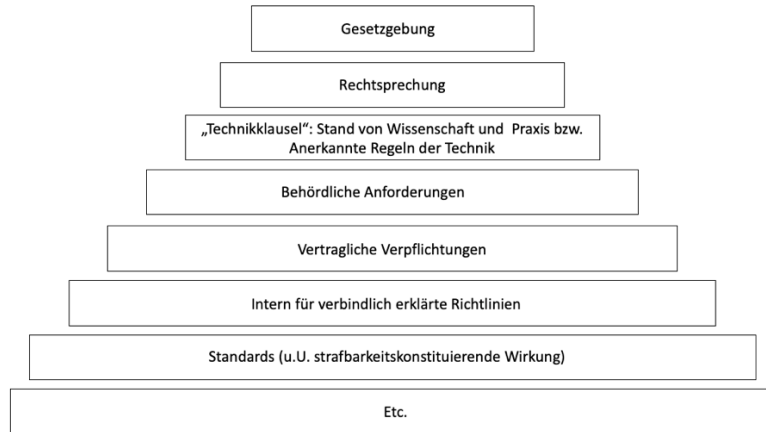 Gesetzgebung
Rechtsprechung
„Technikklausel“: Stand von Wissenschaft und  Praxis bzw.
Anerkannte Regeln der Technik
Behördliche Anforderungen
Vertragliche Verpflichtungen
Intern für verbindlich erklärte Richtlinien
Standards (u.U. strafbarkeitskonstituierende Wirkung)
Etc.